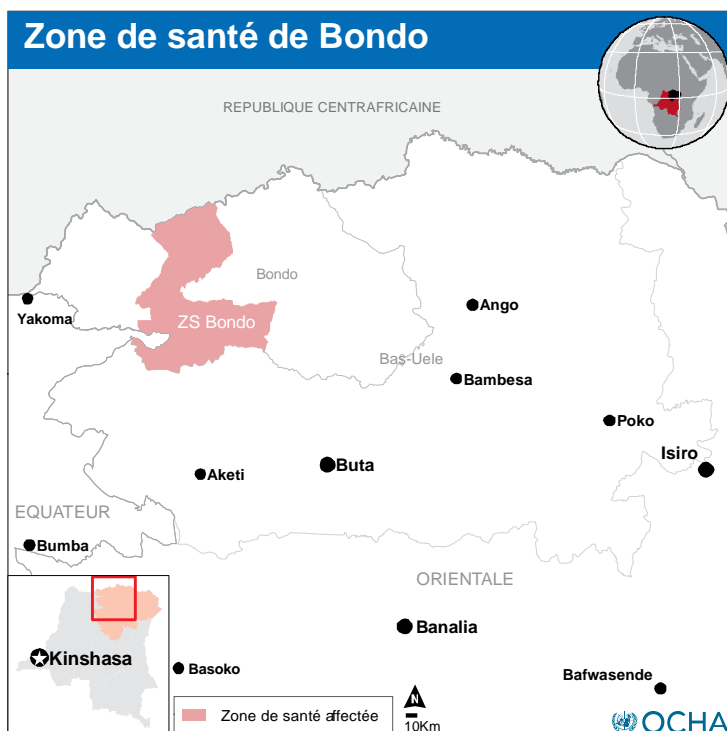 Zone de santé de Bondo
REPUBLIQUE CENTRAFRICAINE
Bondo
Yakoma
ZS Bondo
Ango
Bas-Uele
Bambesa
Poko
Isiro
Buta
Aketi
EQUATEUR
Bumba
ORIENTALE
Banalia
Kinshasa
Basoko
Bafwasende
Zone de santé affectée
N
10Km
OCHA